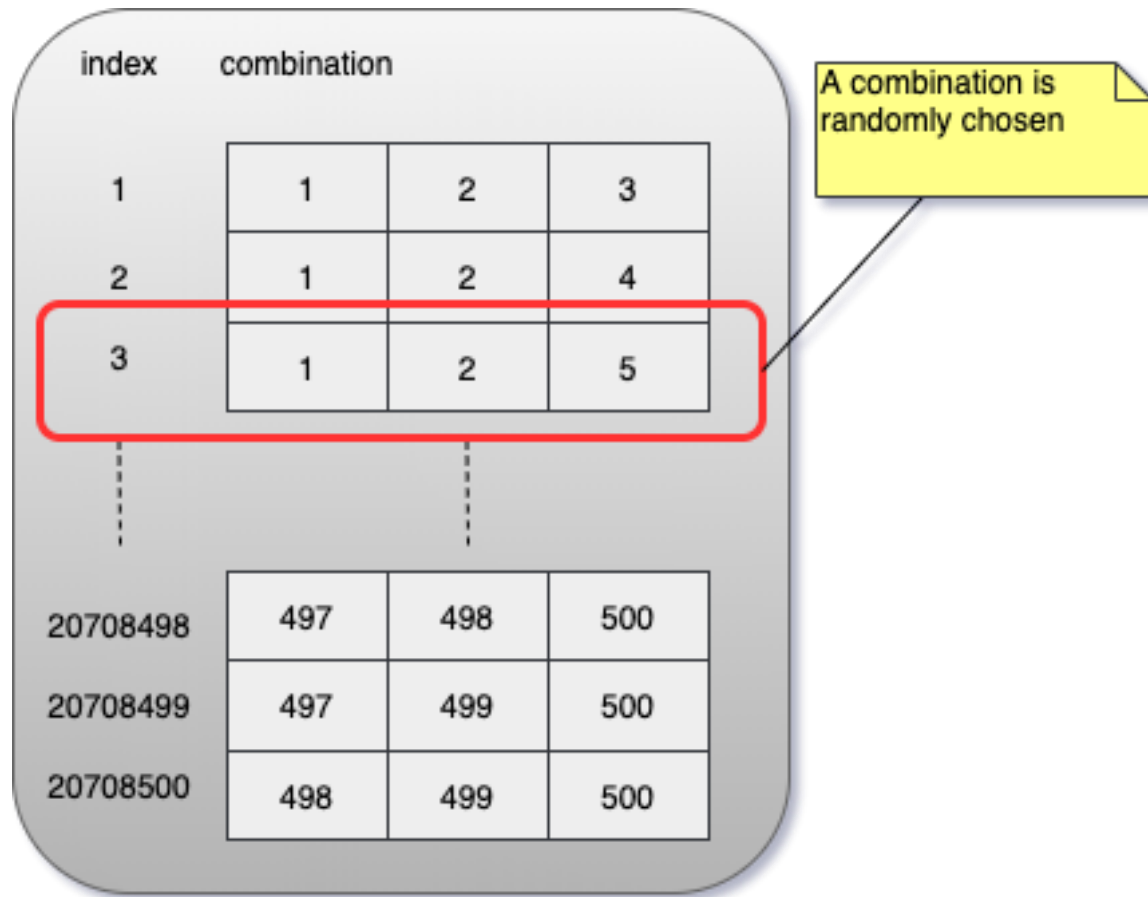 index combination
A combination is
randomly chosen
1 1 2 3
2 1 2 4
3 1 2 5
20708498 497 498 500
20708499 497 499 500
20708500 498 499 500